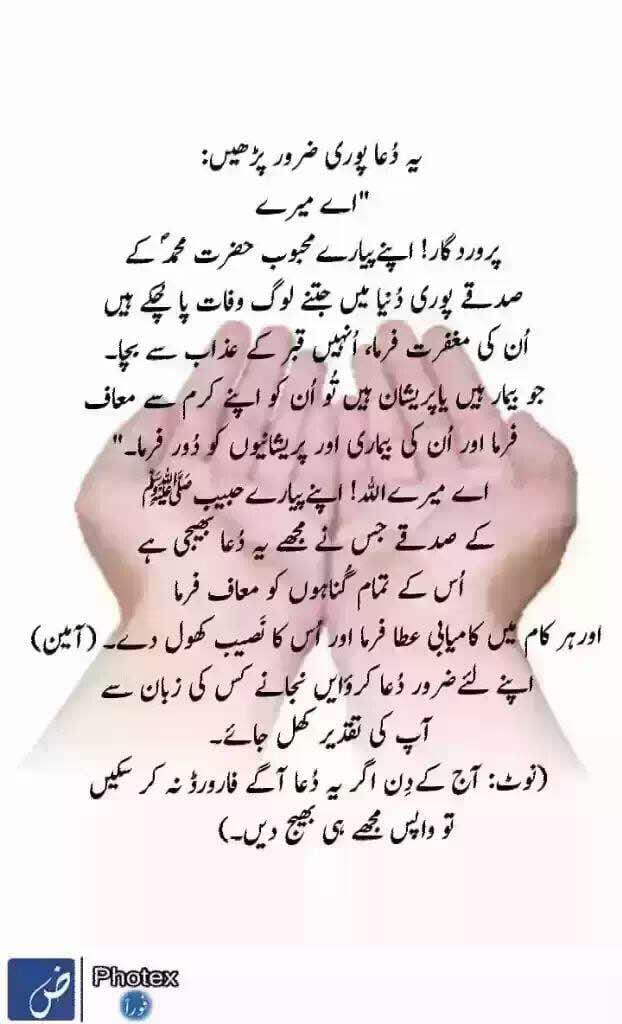 یہ دُعا پوری ضرور پڑھیں:
"اے میرے
پروردگار! اپنے پیارے محبوب حضرت محمدؐ کے
صدقے پوری دُنیا میں جتنے لوگ وفات پا چُکے ہیں
اُن کی مغفرت فرما، اُنہیں قبر کے عذاب سے بچا۔
جو بیمار ہیں یا پریشان ہیں تُو اُن کو اپنے کرم سے معاف
فرما اور اُن کی بیماری اور پریشانیوں کو دُور فرما۔"
اے میرے اللہ! اپنے پیارے حبیب ﷺ
کے صدقے جس نے مجھے یہ دُعا بھیجی ہے
اُس کے تمام گُناہوں کو معاف فرما
اور ہر کام میں کامیابی عطا فرما اور اُس کا نَصیب کھول دے۔ (آمین)
اپنے لئے ضرور دُعا کرؤایں نجانے کس کی زبان سے
آپ کی تقدیر کھل جائے۔
(نوٹ: آج کے دِن اگر یہ دُعا آگے فارورڈ نہ کر سکیں
تو واپس مجھے ہی بھیج دیں۔)
ض
Photex
فوراً